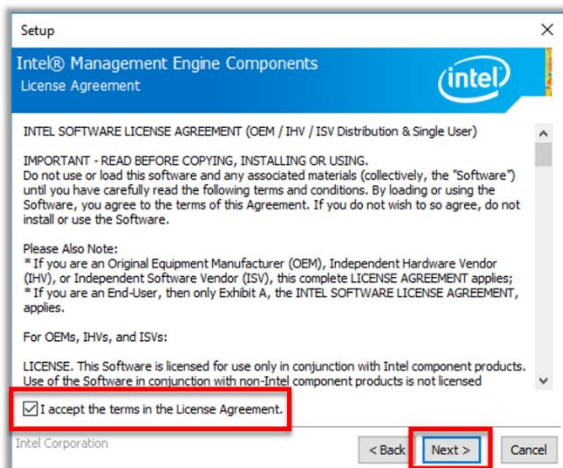 Setup
Intel® Management Engine Components
License Agreement
intel
INTEL SOFTWARE LICENSE AGREEMENT (OEM / IHV / ISV Distribution & Single User)
IMPORTANT - READ BEFORE COPYING, INSTALLING OR USING.
Do not use or load this software and any associated materials (collectively, the "Software")
until you have carefully read the following terms and conditions. By loading or using the
Software, you agree to the terms of this Agreement. If you do not wish to so agree, do not
install or use the Software.
Please Also Note:
* If you are an Original Equipment Manufacturer (OEM), Independent Hardware Vendor
(IHV), or Independent Software Vendor (ISV), this complete LICENSE AGREEMENT applies;
* If you are an End-User, then only Exhibit A, the INTEL SOFTWARE LICENSE AGREEMENT,
applies.
For OEMs, IHVs, and ISVs:
LICENSE. This Software is licensed for use only in conjunction with Intel component products.
Use of the Software in conjunction with non-Intel component products is not licensed
I accept the terms in the License Agreement.
Intel Corporation
< Back
Next >
Cancel